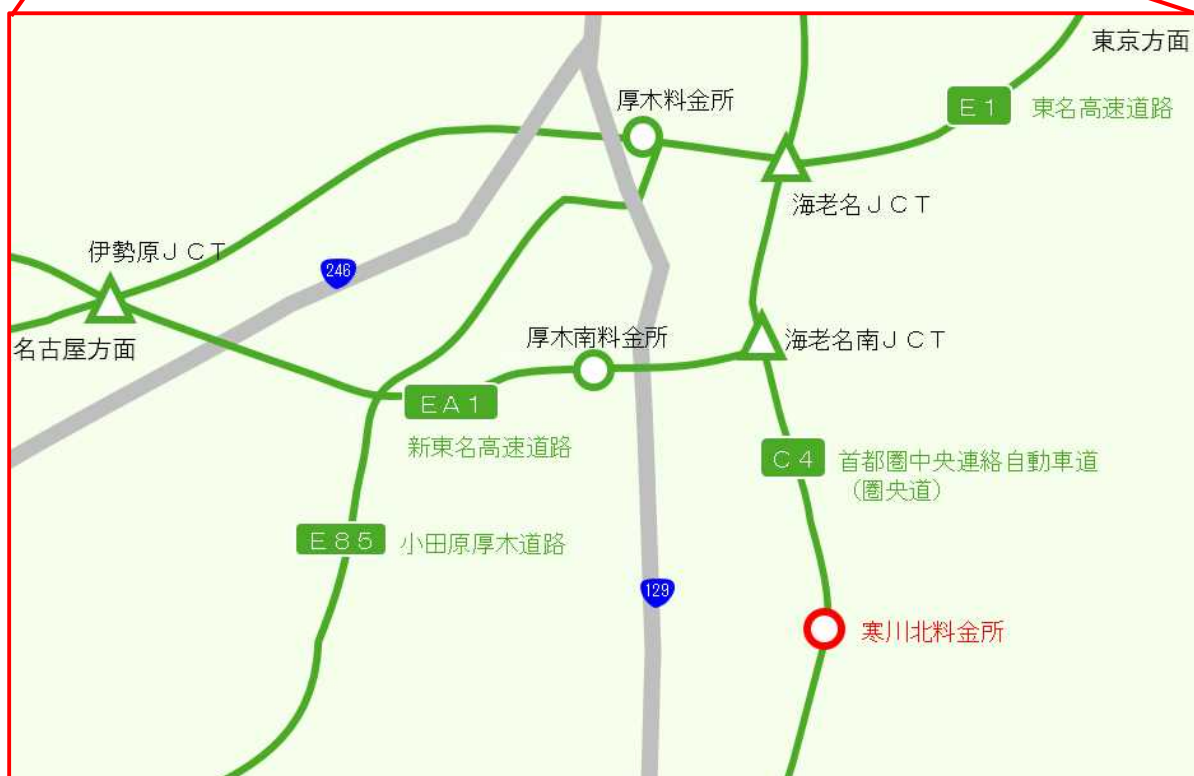 東京方面
厚木料金所
E1 東名高速道路
海老名JCT
伊勢原JCT
246
名古屋方面
厚木南料金所
海老名南JCT
EA1
新東名高速道路
C4 首都圏中央連絡自動車道
（圏央道）
E85 小田原厚木道路
129
寒川北料金所